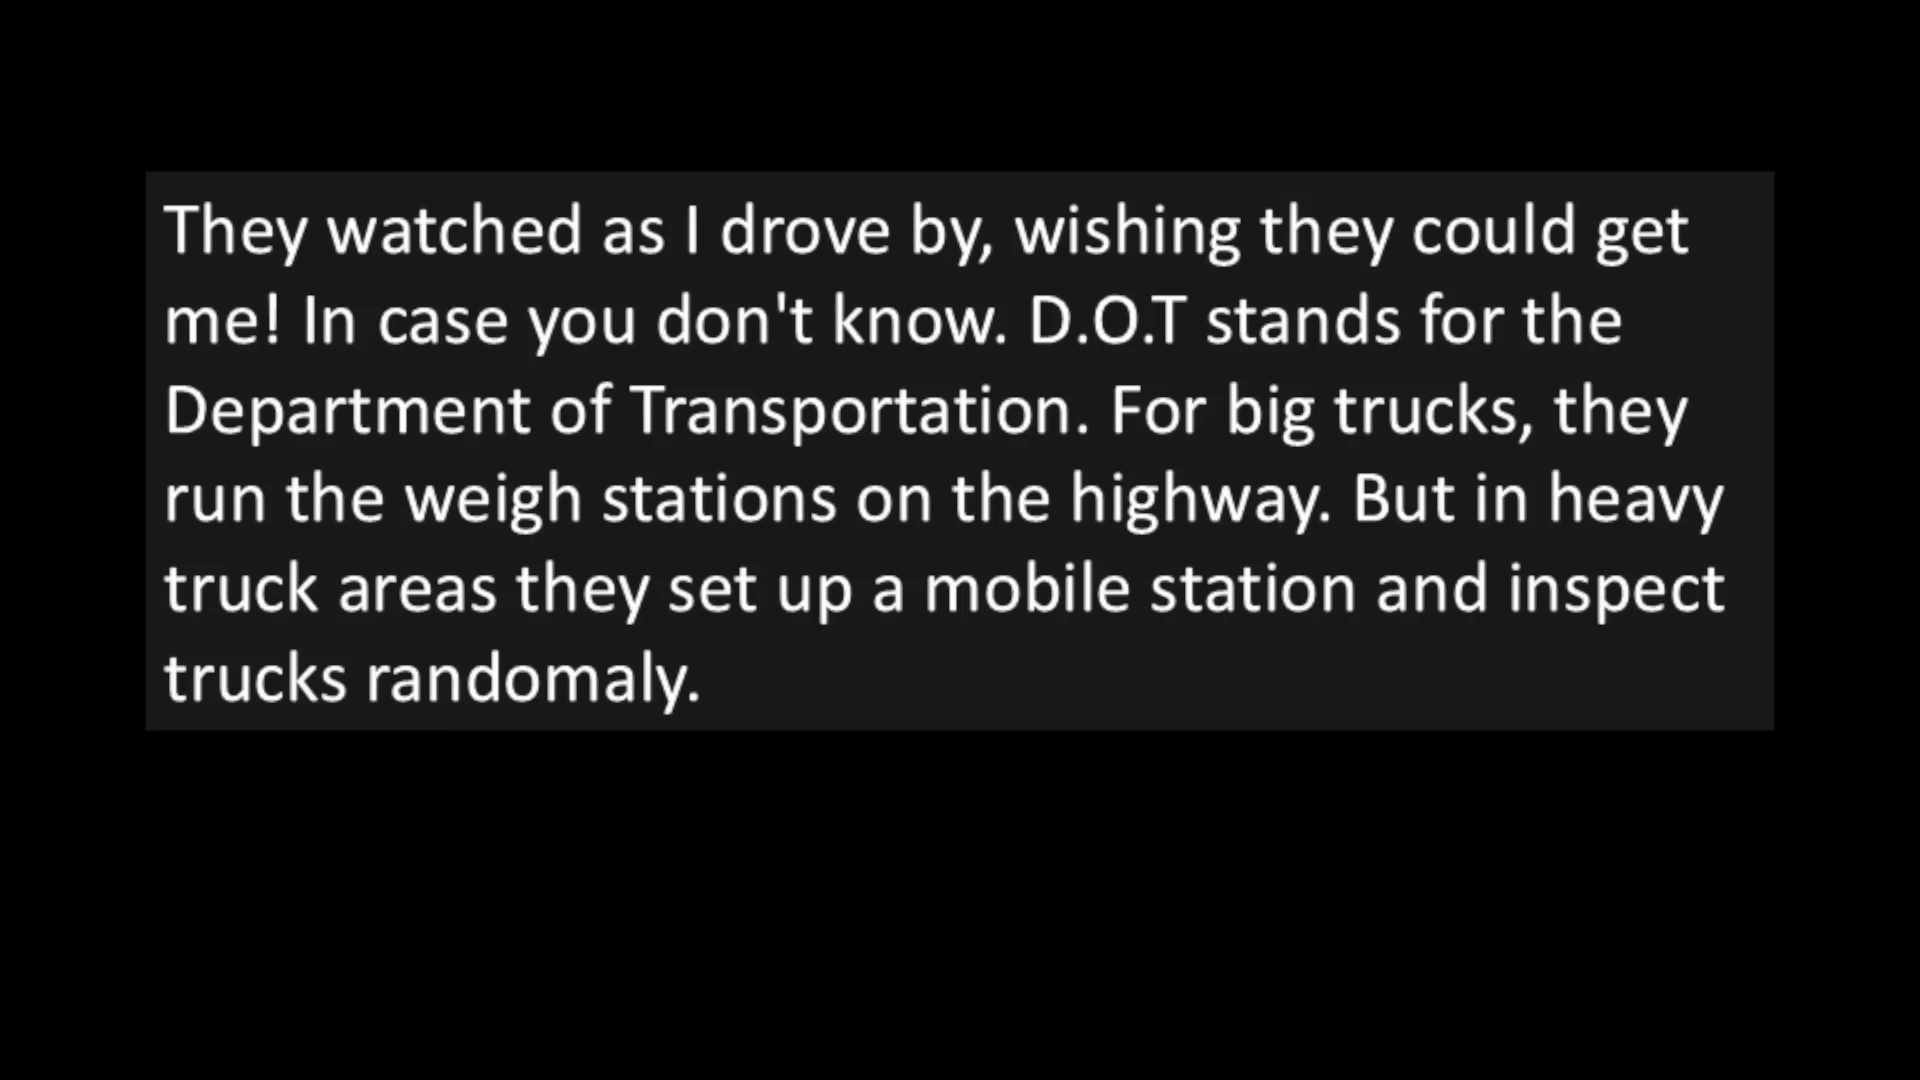 They watched as I drove by, wishing they could get
me! In case you don't know. D.O.T stands for the
Department of Transportation. For big trucks, they
run the weigh stations on the highway. But in heavy
truck areas they set up a mobile station and inspect
trucks randomaly.